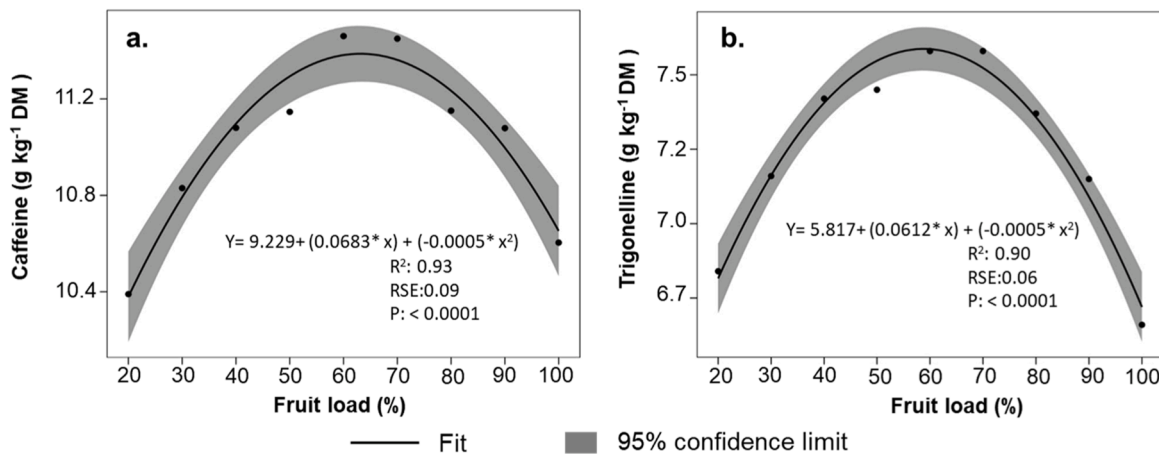 a.
Caffeine (g kg⁻¹ DM )
11.2
10.8
10.4
Y= 9.229+ (0.0683* x) + (-0.0005* x²)
R²: 0.93
RSE:0.09
P: < 0.0001
20 30 40 50 60 70 80 90 100
Fruit load (%)
b.
Trigonelline (g kg⁻¹ DM )
7.5
7.2
7.0
6.7
Y= 5.817+ (0.0612* x) + (-0.0005* x²)
R²: 0.90
RSE:0.06
P: < 0.0001
20 30 40 50 60 70 80 90 100
Fruit load (%)
Fit
95% confidence limit